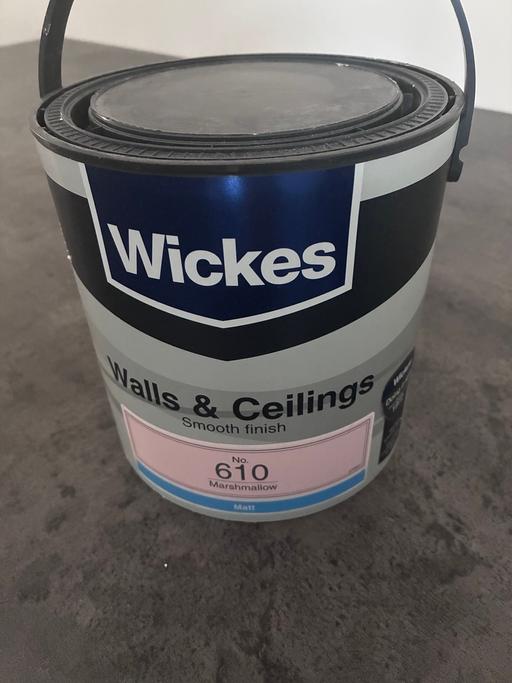 Wickes
Walls & Ceilings
Smooth finish
No.
610
Marshmallow
Matt